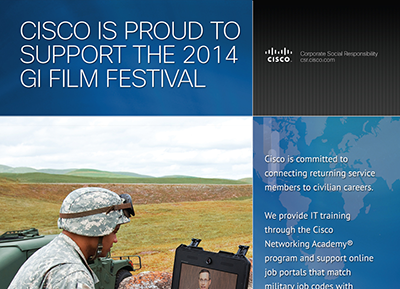 CISCO IS PROUD TO
SUPPORT THE 2014
GI FILM FESTIVAL
CISCO
Corporate Social Responsibility
csr.cisco.com
Cisco is committed to
connecting returning service
members to civilian careers.
We provide IT training
through the Cisco
Networking Academy®
program and support online
job portals that match
military job codes with